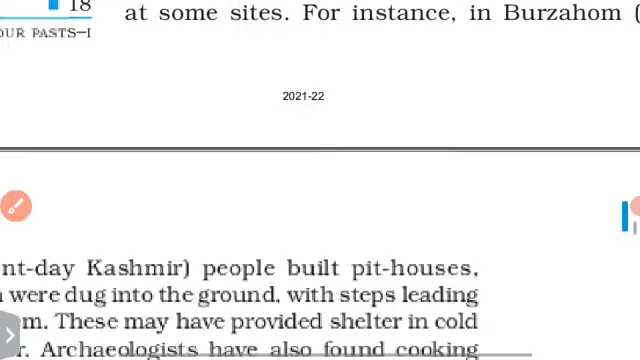 18
OUR PASTS–I
at some sites. For instance, in Burzahom (
2021-22
nt-day Kashmir) people built pit-houses,
were dug into the ground, with steps leading
m. These may have provided shelter in cold
r. Archaeologists have also found cooking